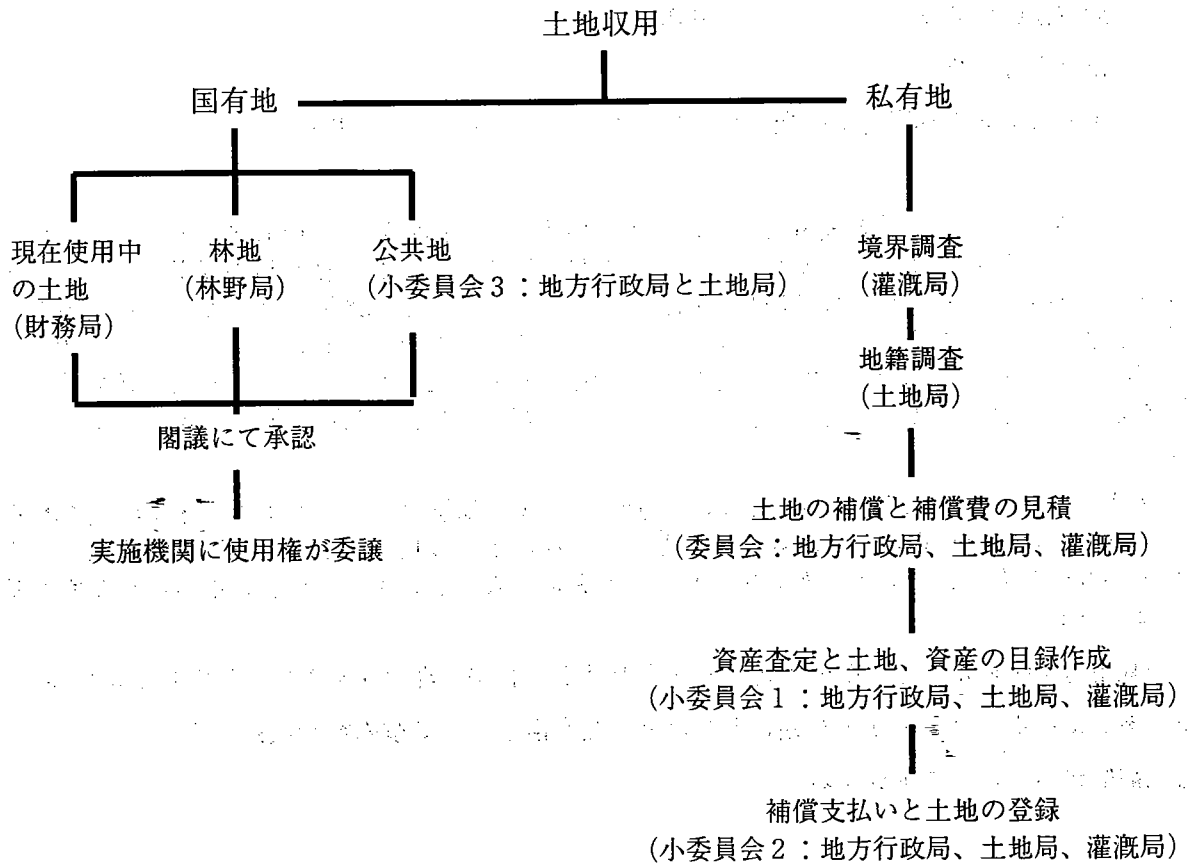 土地収用
国有地
私有地
現在使用中
の土地
(財務局)
林地
(林野局)
公共地
(小委員会3:地方行政局と土地局)
閣議にて承認
実施機関に使用権が委譲
境界調査
(灌漑局)
地籍調査
(土地局)
土地の補償と補償費の見積
(委員会:地方行政局、土地局、灌漑局)
資産査定と土地、資産の目録作成
(小委員会1:地方行政局、土地局、灌漑局)
補償支払いと土地の登録
(小委員会2:地方行政局、土地局、灌漑局)